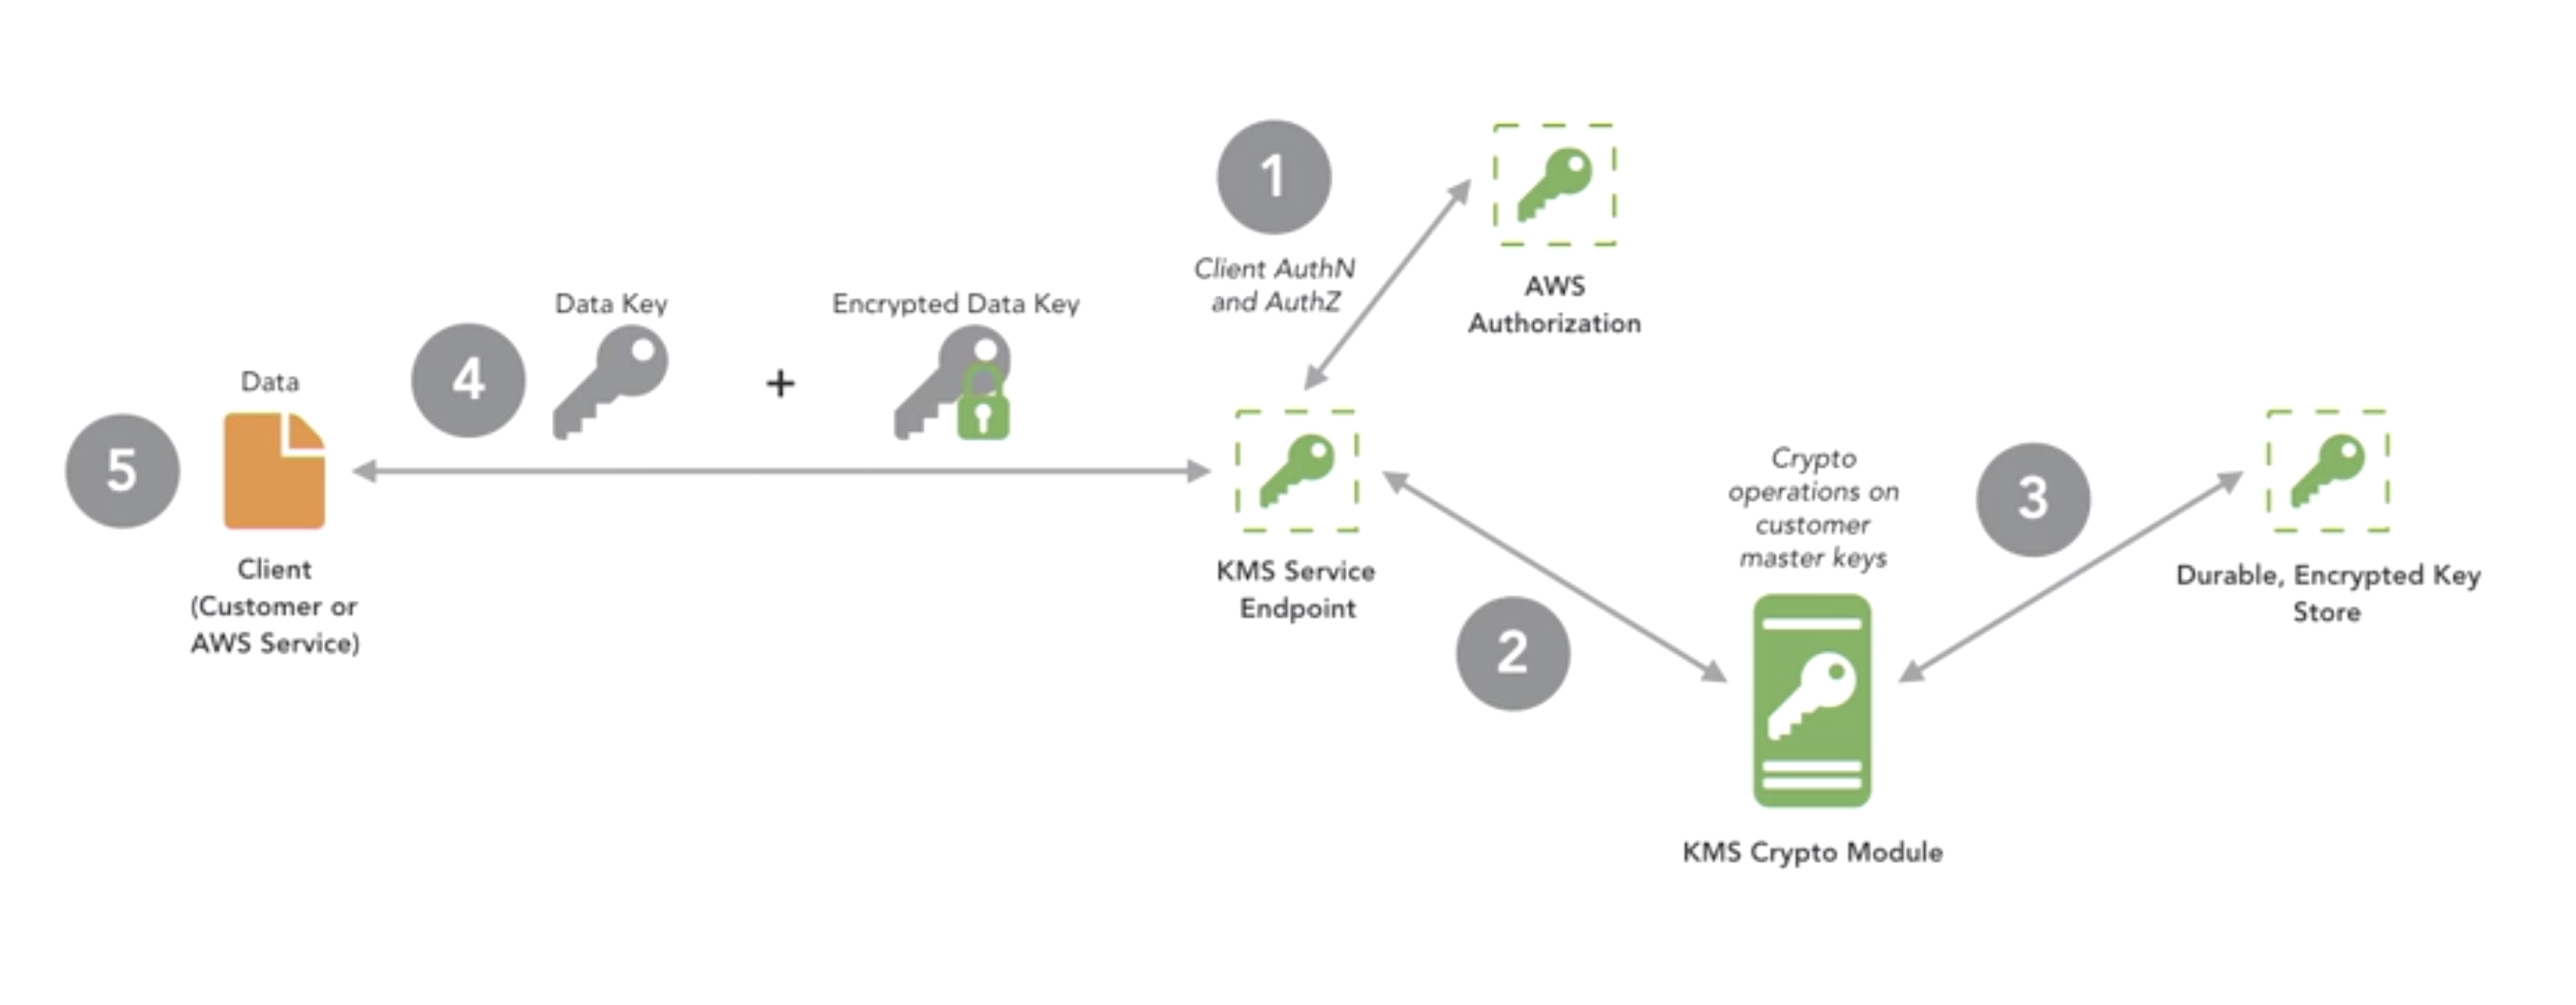 1
Client AuthN
and AuthZ
AWS
Authorization
Data Key
Encrypted Data Key
4
+
Data
5
Client
(Customer or
AWS Service)
KMS Service
Endpoint
2
Crypto
operations on
customer
master keys
3
KMS Crypto Module
Durable, Encrypted Key
Store